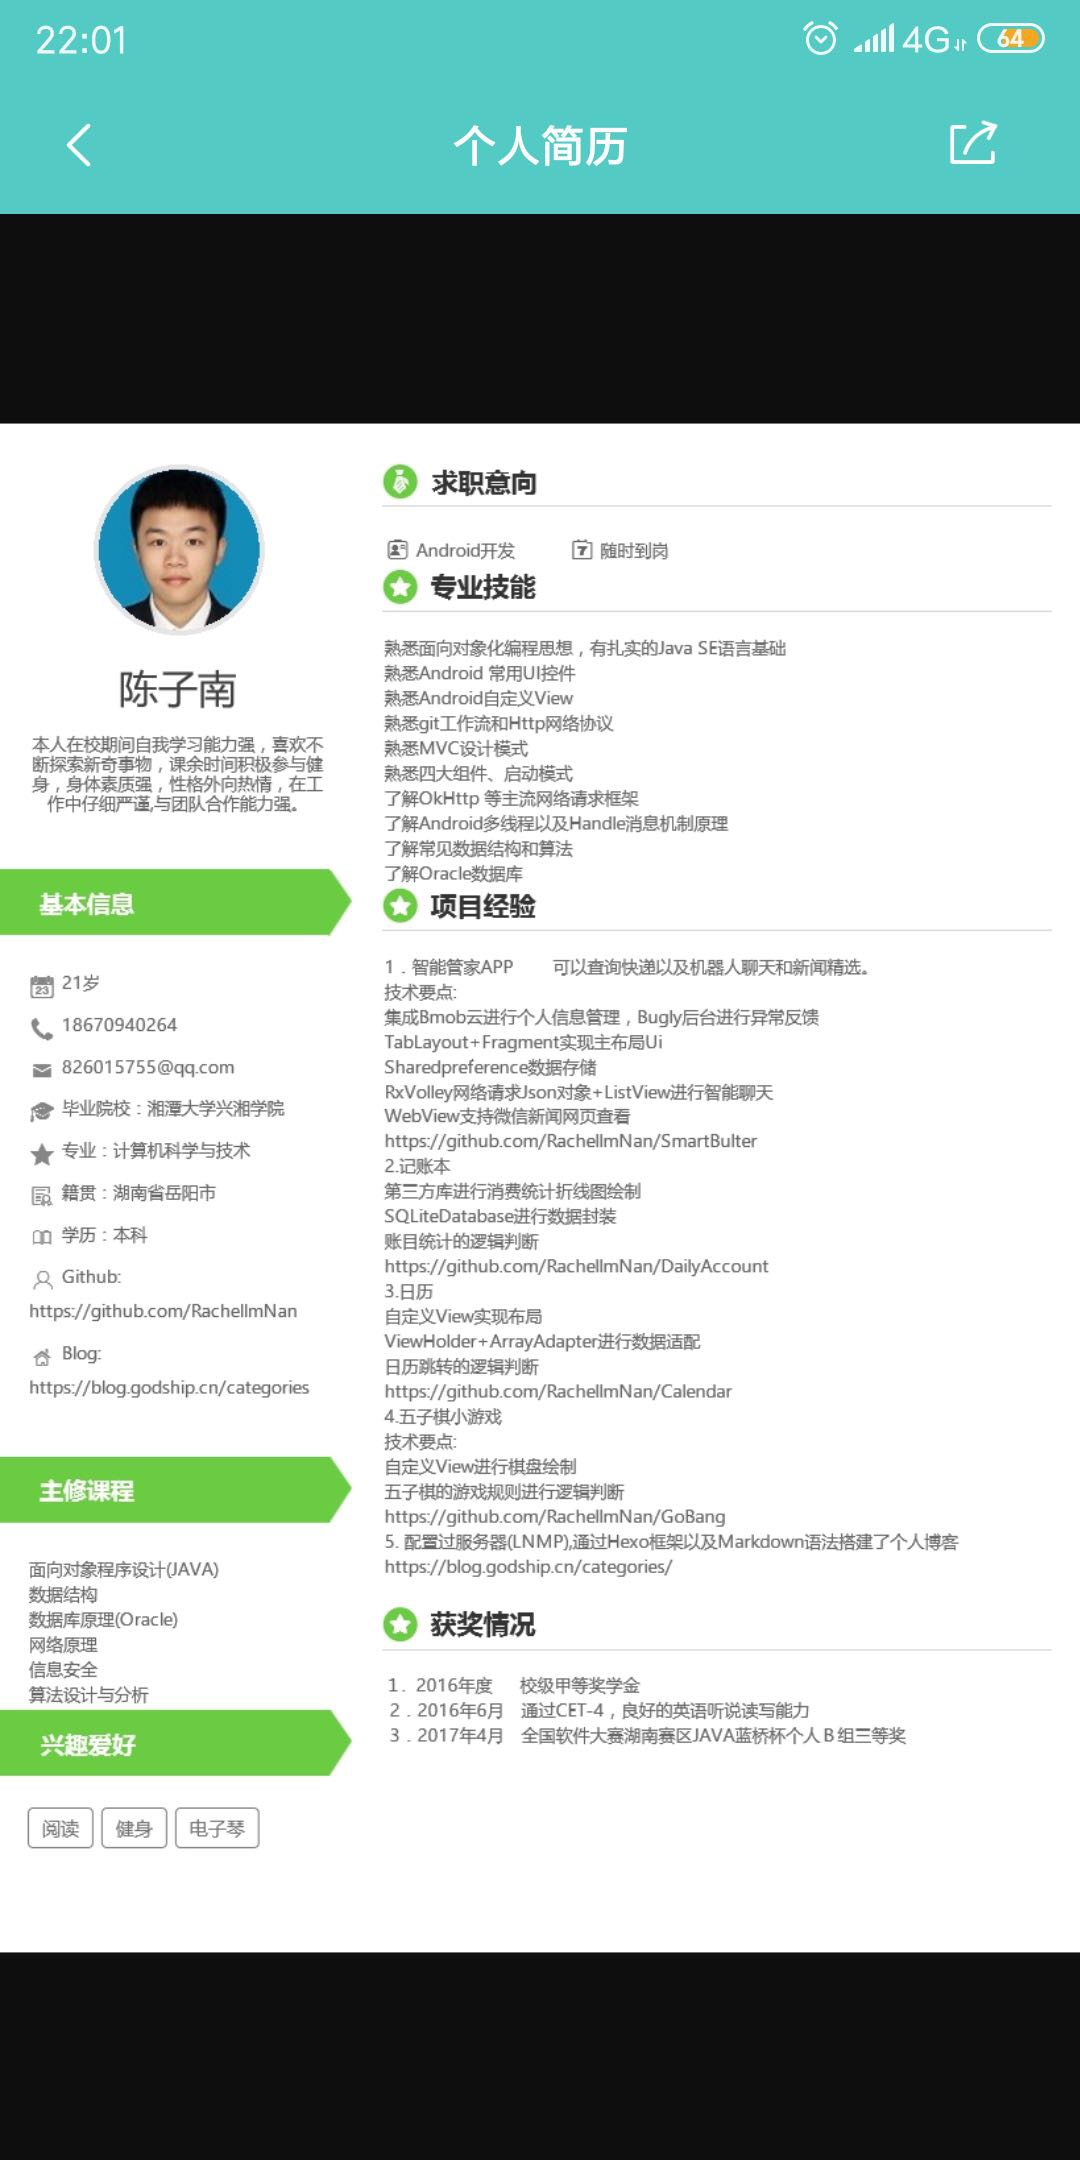 22:01
4G
64
个人简历
陈子南
本人在校期间自我学习能力强，喜欢不
断探索新奇事物，课余时间积极参与健
身，身体素质强，性格外向热情，在工
作中仔细严谨,与团队合作能力强。
基本信息
23
21岁
18670940264
826015755@qq.com
毕业院校：湘潭大学兴湘学院
专业：计算机科学与技术
籍贯：湖南省岳阳市
学历：本科
Github:
https://github.com/RachelImNan
Blog:
https://blog.godship.cn/categories
主修课程
面向对象程序设计(JAVA)
数据结构
数据库原理(Oracle)
网络原理
信息安全
算法设计与分析
兴趣爱好
阅读 健身 电子琴
求职意向
Android开发 7 随时到岗
专业技能
熟悉面向对象化编程思想，有扎实的Java SE语言基础
熟悉Android 常用UI控件
熟悉Android自定义View
熟悉git工作流和Http网络协议
熟悉MVC设计模式
熟悉四大组件、启动模式
了解OkHttp 等主流网络请求框架
了解Android多线程以及Handle消息机制原理
了解常见数据结构和算法
了解Oracle数据库
项目经验
1．智能管家APP 可以查询快递以及机器人聊天和新闻精选。
技术要点:
集成Bmob云进行个人信息管理，Bugly后台进行异常反馈
TabLayout+Fragment实现主布局Ui
Sharedpreference数据存储
RxVolley网络请求Json对象+ListView进行智能聊天
WebView支持微信新闻网页查看
https://github.com/RachelImNan/SmartBulter
2.记账本
第三方库进行消费统计折线图绘制
SQLiteDatabase进行数据封装
账目统计的逻辑判断
https://github.com/RachelImNan/DailyAccount
3.日历
自定义View实现布局
ViewHolder+ArrayAdapter进行数据适配
日历跳转的逻辑判断
https://github.com/RachelImNan/Calendar
4.五子棋小游戏
技术要点:
自定义View进行棋盘绘制
五子棋的游戏规则进行逻辑判断
https://github.com/RachelImNan/GoBang
5. 配置过服务器(LNMP),通过Hexo框架以及Markdown语法搭建了个人博客
https://blog.godship.cn/categories/
获奖情况
1. 2016年度 校级甲等奖学金
2．2016年6月 通过CET-4，良好的英语听说读写能力
3．2017年4月 全国软件大赛湖南赛区JAVA蓝桥杯个人Ｂ组三等奖